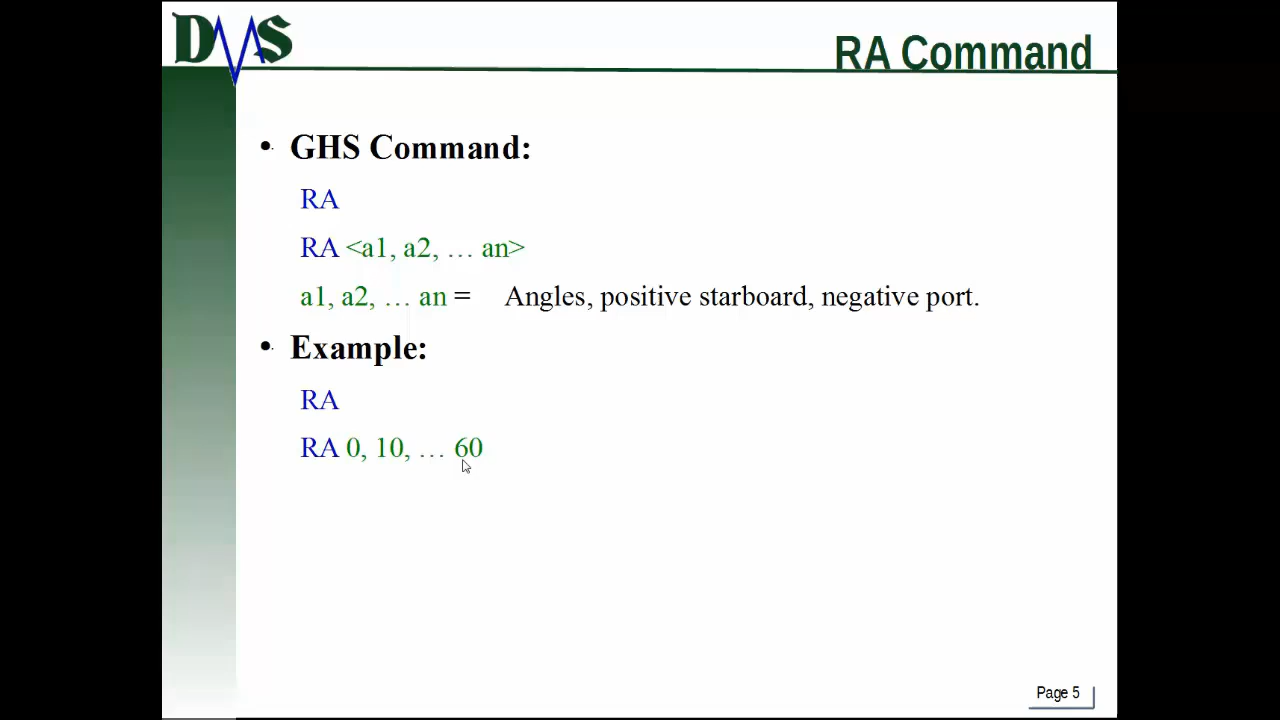 DMS
RA Command
• GHS Command:
RA
RA <a1, a2, … an>
a1, a2, … an = Angles, positive starboard, negative port.
• Example:
RA
RA 0, 10, … 60
Page 5